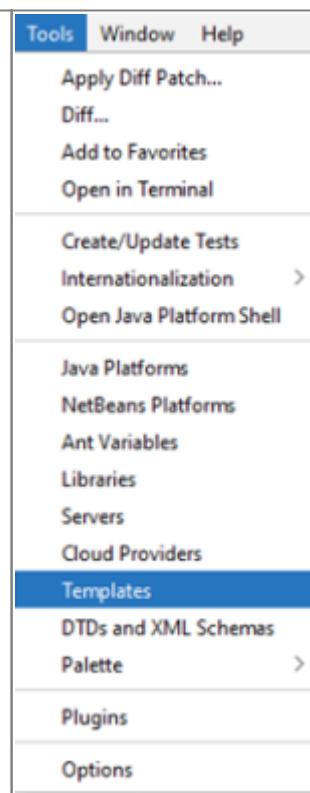 Tools Window Help
Apply Diff Patch...
Diff...
Add to Favorites
Open in Terminal
Create/Update Tests
Internationalization
Open Java Platform Shell
Java Platforms
NetBeans Platforms
Ant Variables
Libraries
Servers
Cloud Providers
Templates
DTDs and XML Schemas
Palette
Plugins
Options